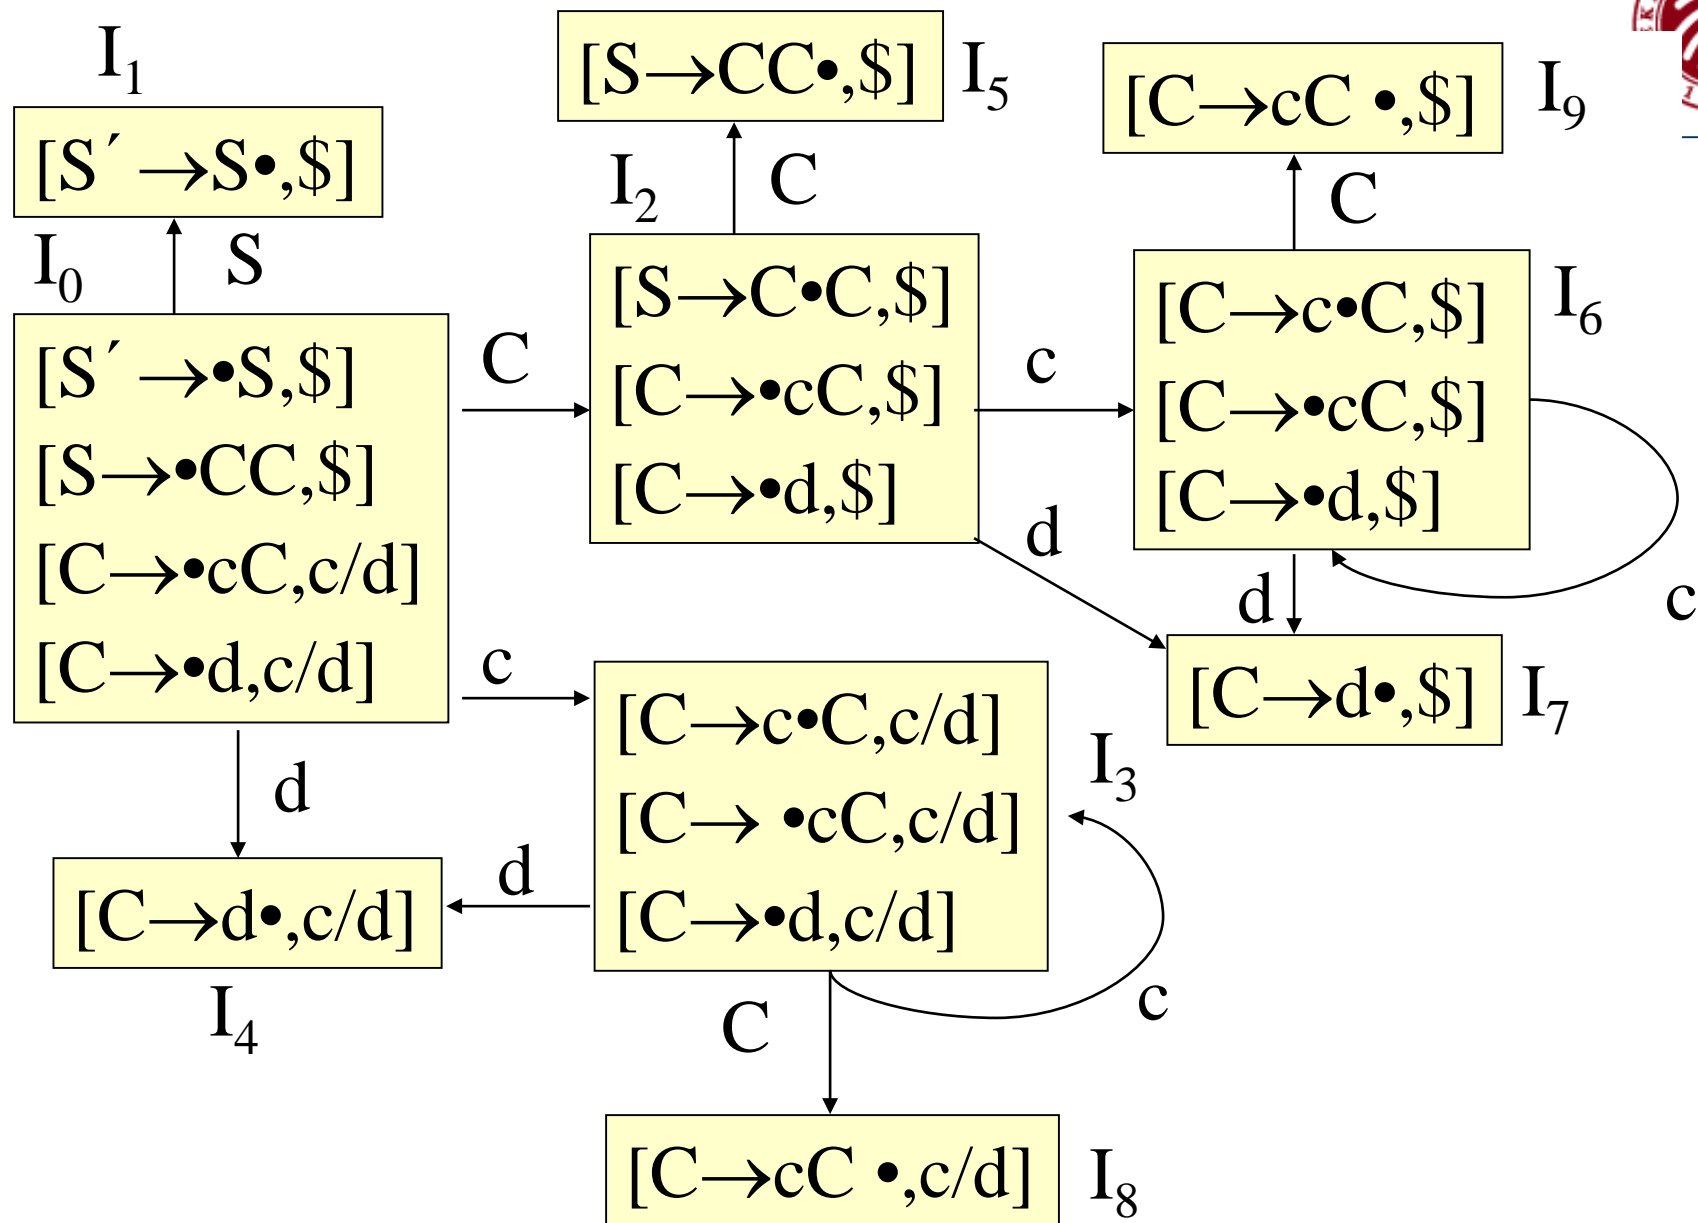 I₁
[S´→S•,$]
I₀
S
[S´→•S,$]
[S→•CC,$]
[C→•cC,c/d]
[C→•d,c/d]
d
[C→d•,c/d]
I₄
C
c
d
[S→CC•,$]
I₅
I₂
C
[S→C•C,$]
[C→•cC,$]
[C→•d,$]
c
d
[C→c•C,c/d]
[C→ •cC,c/d]
[C→•d,c/d]
I₃
c
C
[C→cC •,c/d]
I₈
[C→cC •,$]
I₉
C
[C→c•C,$]
[C→•cC,$]
[C→•d,$]
I₆
c
d
[C→d•,$]
I₇